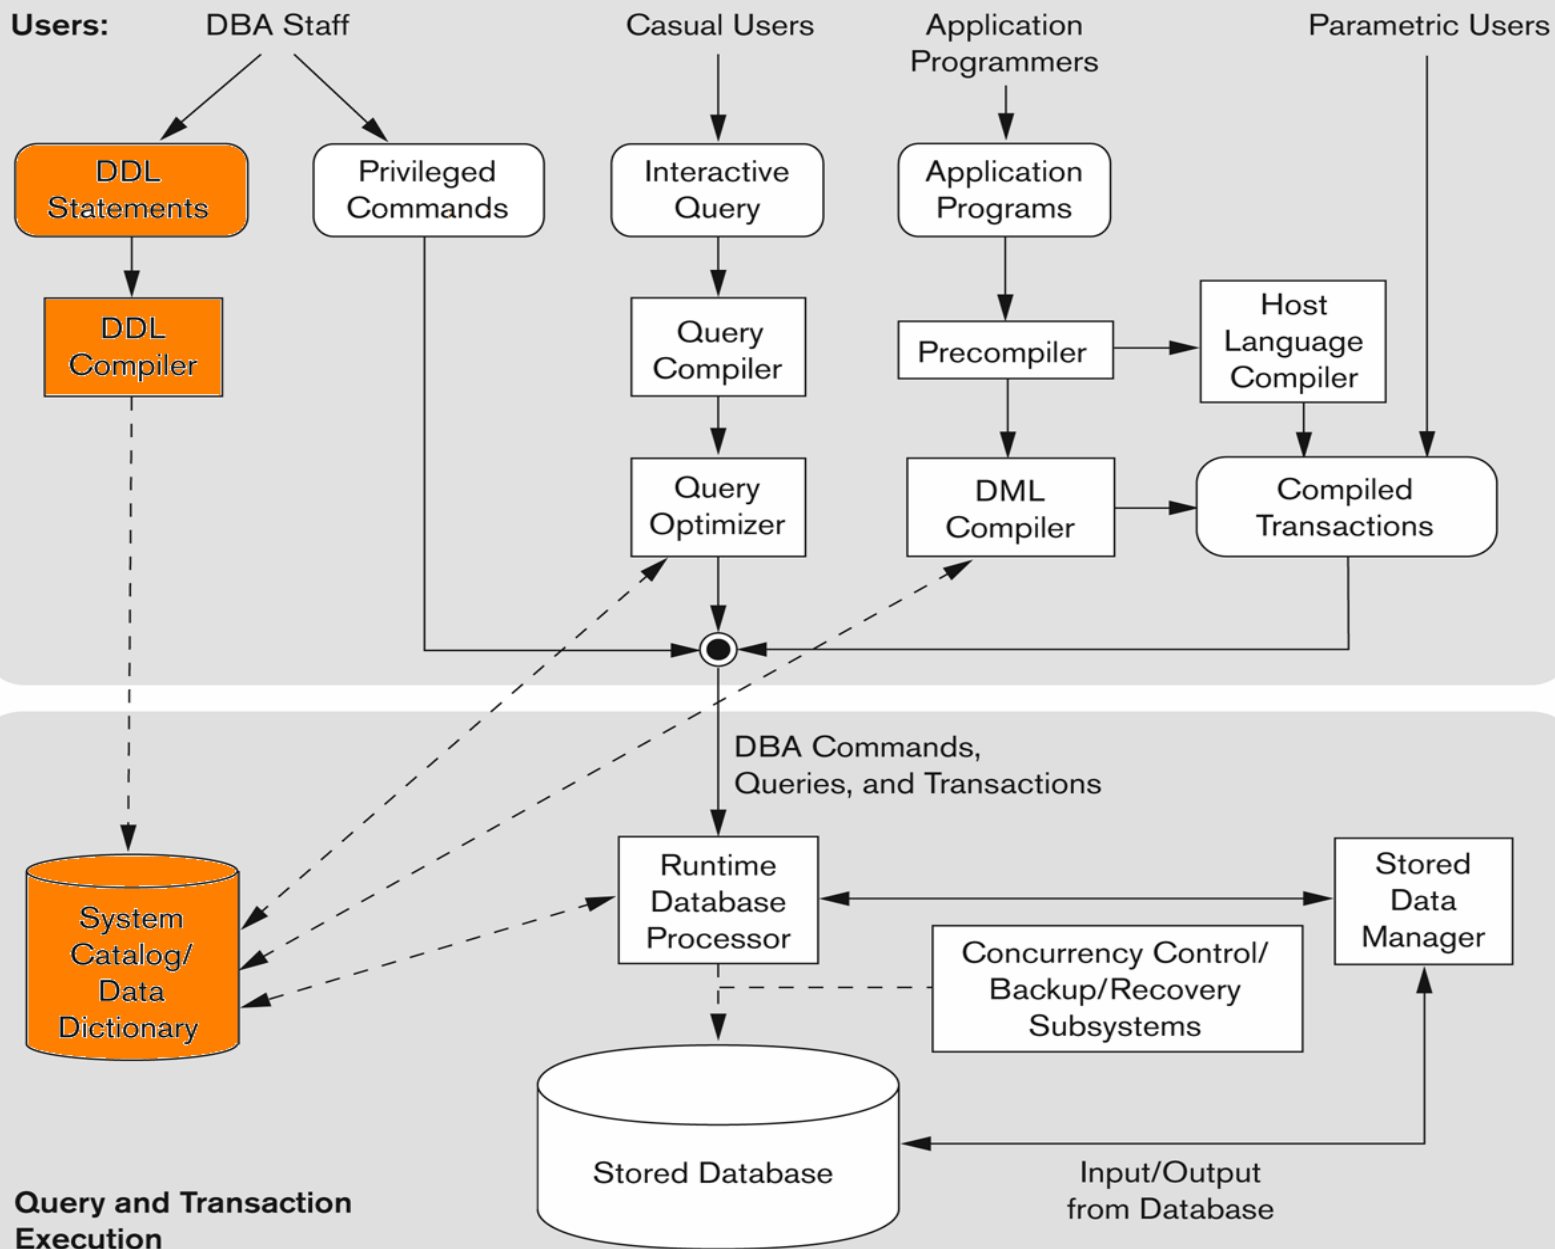 Users:
DBA Staff
Casual Users
Application
Programmers
Parametric Users
DDL
Statements
Privileged
Commands
Interactive
Query
Application
Programs
DDL
Compiler
Query
Compiler
Precompiler
Host
Language
Compiler
Query
Optimizer
DML
Compiler
Compiled
Transactions
DBA Commands,
Queries, and Transactions
System
Catalog/
Data
Dictionary
Runtime
Database
Processor
Stored
Data
Manager
Concurrency Control/
Backup/Recovery
Subsystems
Stored Database
Input/Output
from Database
Query and Transaction
Execution